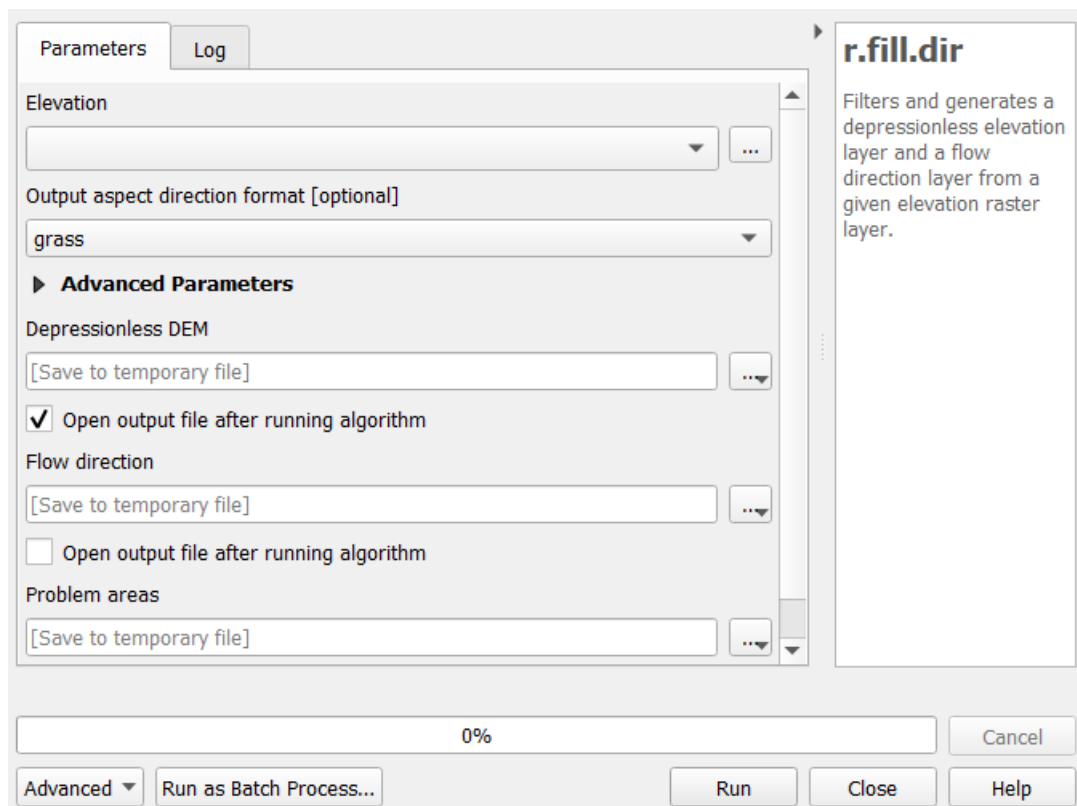 Parameters
Log
Elevation
...
Output aspect direction format [optional]
grass
Advanced Parameters
Depressionless DEM
[Save to temporary file]
...
Open output file after running algorithm
Flow direction
[Save to temporary file]
...
Open output file after running algorithm
Problem areas
[Save to temporary file]
...
r.fill.dir
Filters and generates a
depressionless elevation
layer and a flow
direction layer from a
given elevation raster
layer.
0%
Cancel
Advanced
Run as Batch Process...
Run
Close
Help